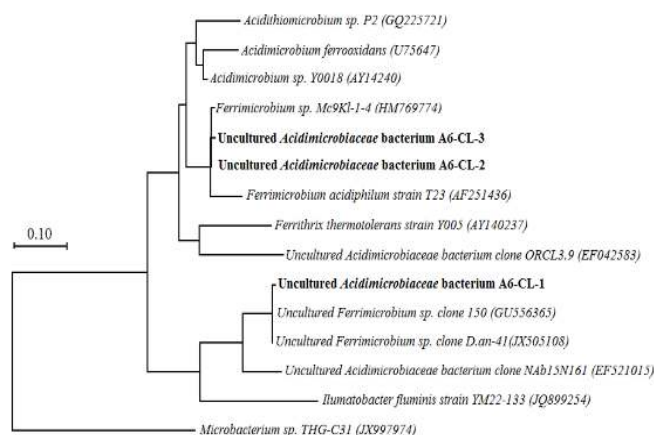 Acidithiomicrobium sp. P2 (GQ225721)
Acidimicrobium ferrooxidans (U75647)
Acidimicrobium sp. Y0018 (AY14240)
Ferrimicrobium sp. Mc9Kl-1-4 (HM769774)
Uncultured Acidimicrobiaceae bacterium A6-CL-3
Uncultured Acidimicrobiaceae bacterium A6-CL-2
Ferrimicrobium acidiphilum strain T23 (AF251436)
Ferrithrix thermotolerans strain Y005 (AY140237)
0.10
Uncultured Acidimicrobiaceae bacterium clone ORCL3.9 (EF042583)
Uncultured Acidimicrobiaceae bacterium A6-CL-1
Uncultured Ferrimicrobium sp. clone 150 (GU556365)
Uncultured Ferrimicrobium sp. clone D.an-41(JX505108)
Uncultured Acidimicrobiaceae bacterium clone NAb15N161 (EF521015)
Ilumatobacter fluminis strain YM22-133 (JQ899254)
Microbacterium sp. THG-C31 (JX997974)